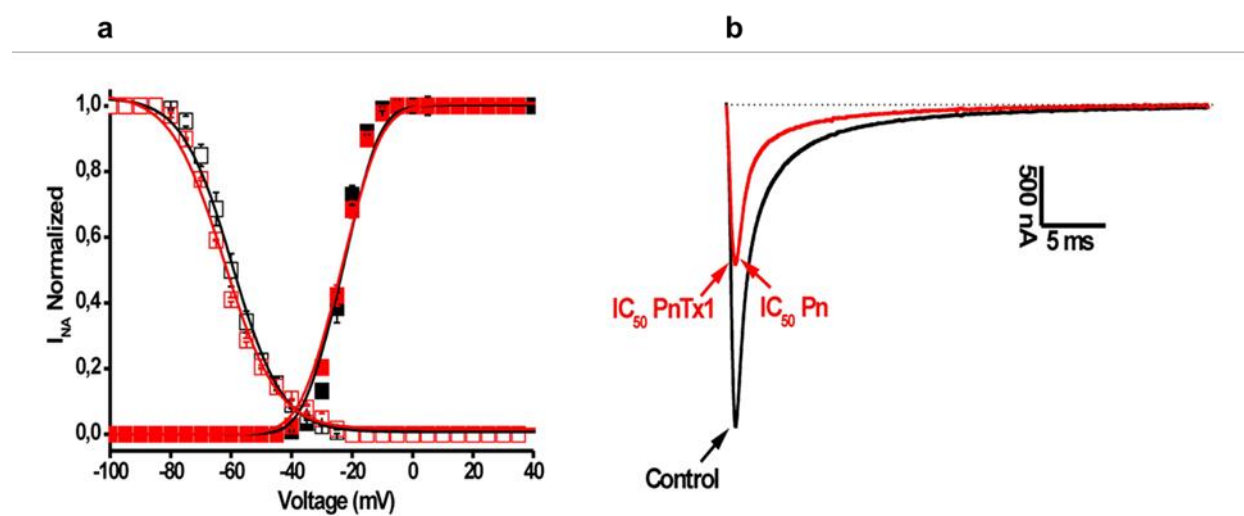 a
b
1,0
0,8
0,6
0,4
0,2
0,0
I_NA Normalized
-100 -80 -60 -40 -20 0 20 40
Voltage (mV)
500 nA
5 ms
IC50 PnTx1
IC50 Pn
Control